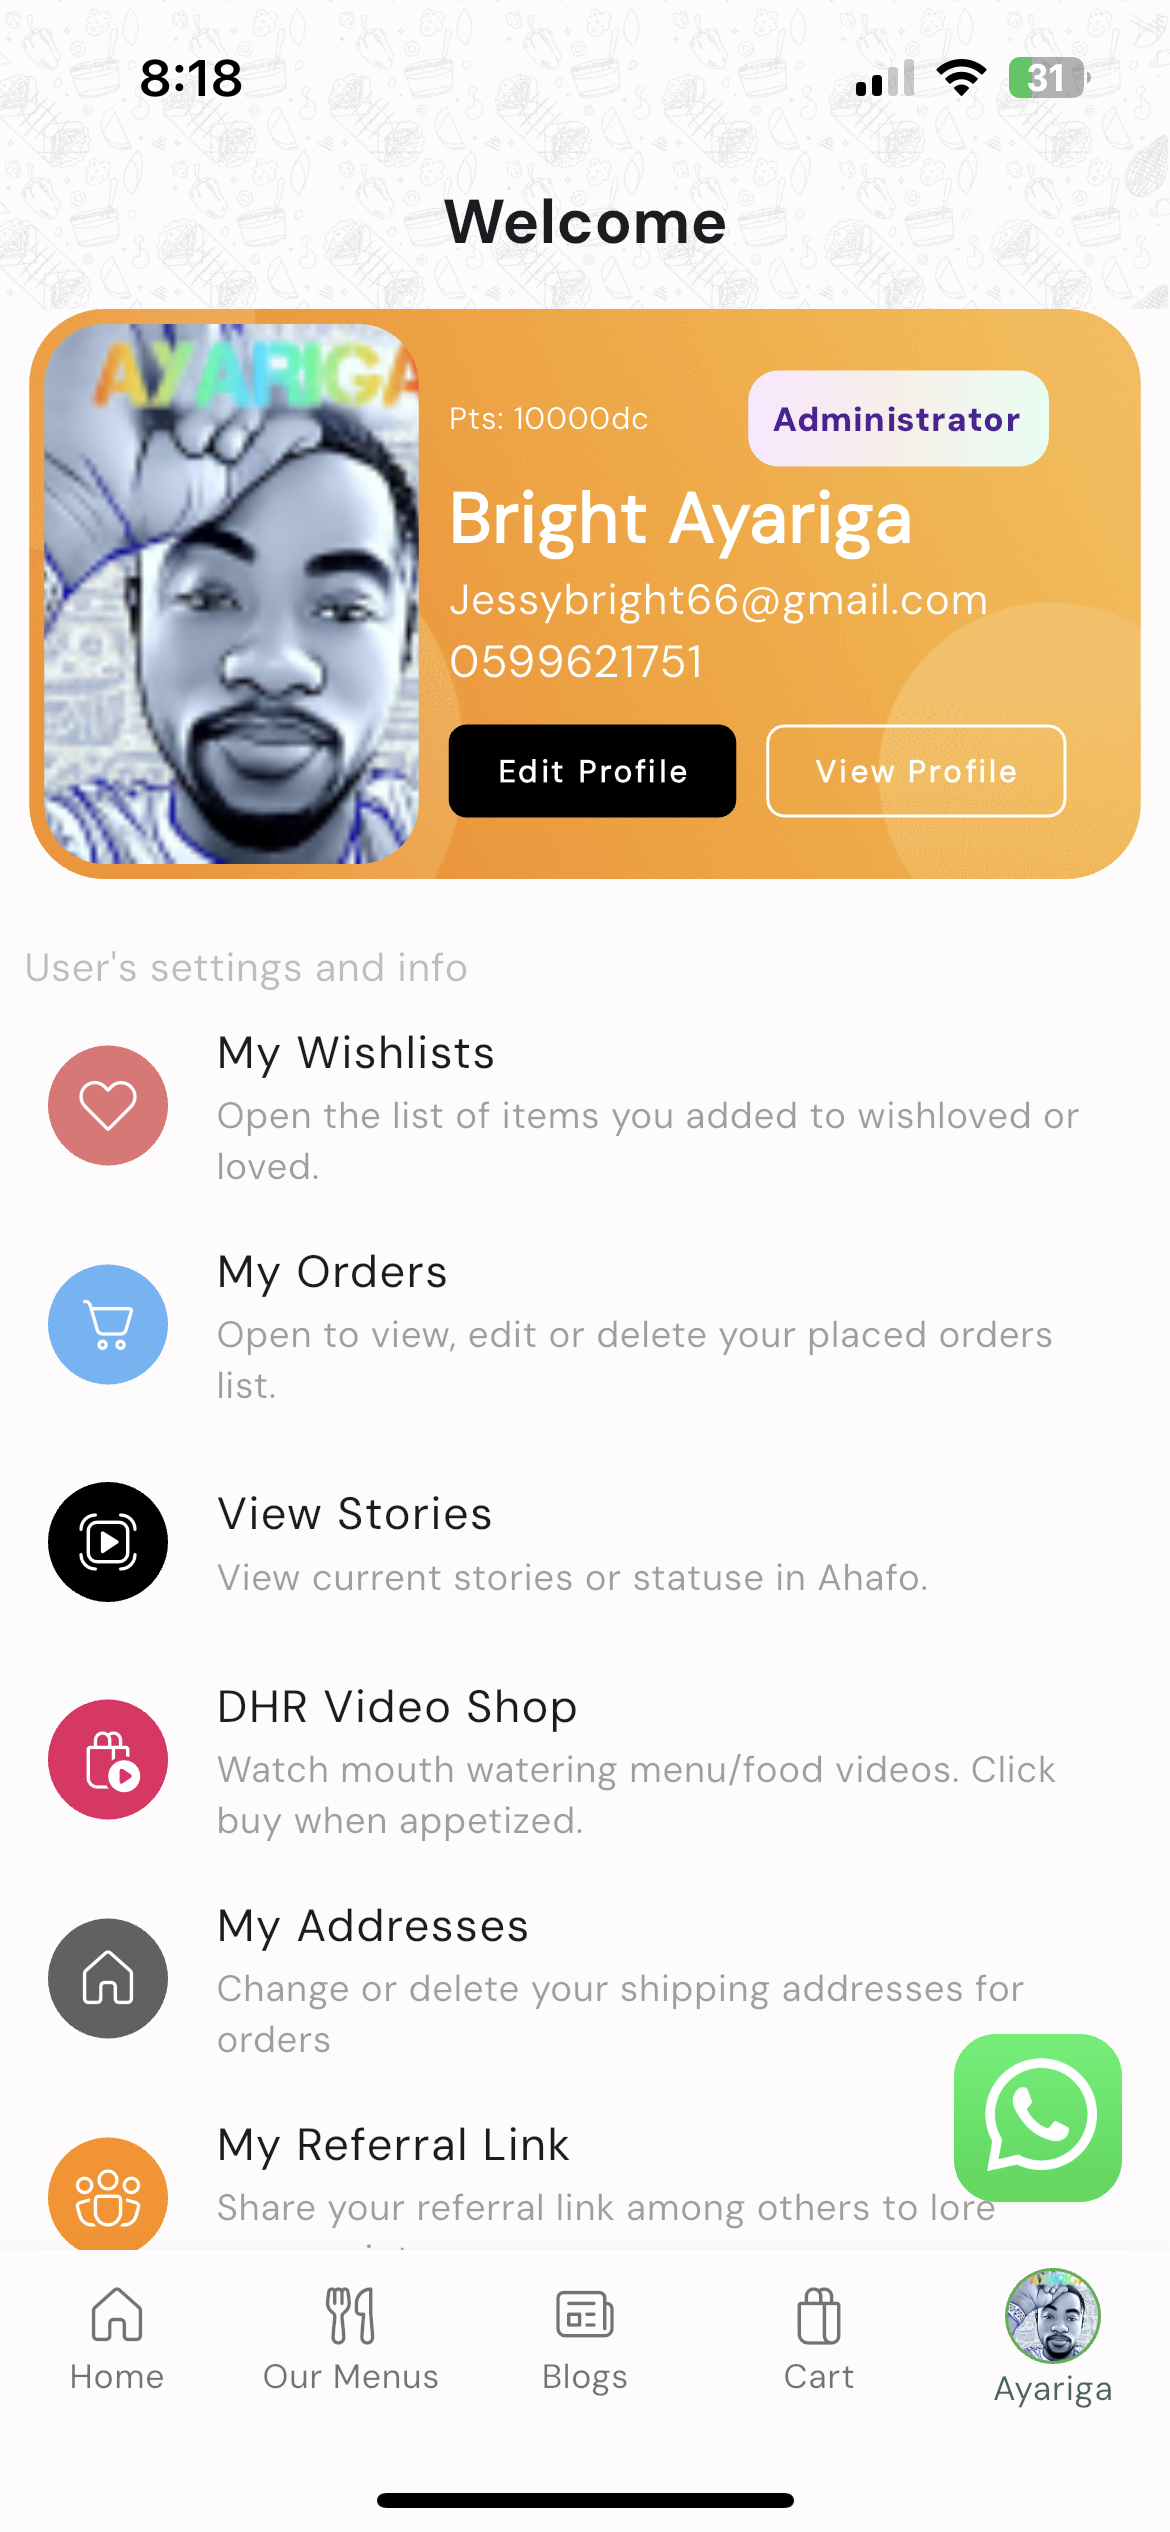 8:18
31
Welcome
AYARIGA
Pts: 10000dc
Administrator
Bright Ayariga
Jessybright66@gmail.com
0599621751
Edit Profile
View Profile
User's settings and info
My Wishlists
Open the list of items you added to wishloved or
loved.
My Orders
Open to view, edit or delete your placed orders
list.
View Stories
View current stories or statuse in Ahafo.
DHR Video Shop
Watch mouth watering menu/food videos. Click
buy when appetized.
My Addresses
Change or delete your shipping addresses for
orders
My Referral Link
Share your referral link among others to lore
Home
Our Menus
Blogs
Cart
Ayariga